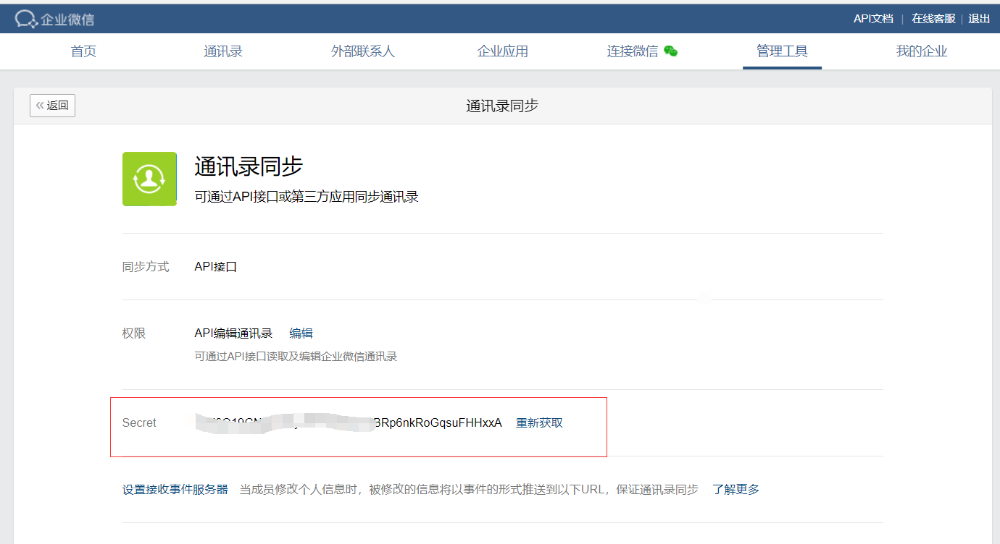 企业微信
API文档 | 在线客服 | 退出
首页 通讯录 外部联系人 企业应用 连接微信 管理工具 我的企业
«返回 通讯录同步
通讯录同步
可通过API接口或第三方应用同步通讯录
同步方式 API接口
权限 API编辑通讯录 编辑
可通过API接口读取及编辑企业微信通讯录
Secret BRp6nkRoGqsuFHHxxA 重新获取
设置接收事件服务器 当成员修改个人信息时，被修改的信息将以事件的形式推送到以下URL，保证通讯录同步 了解更多